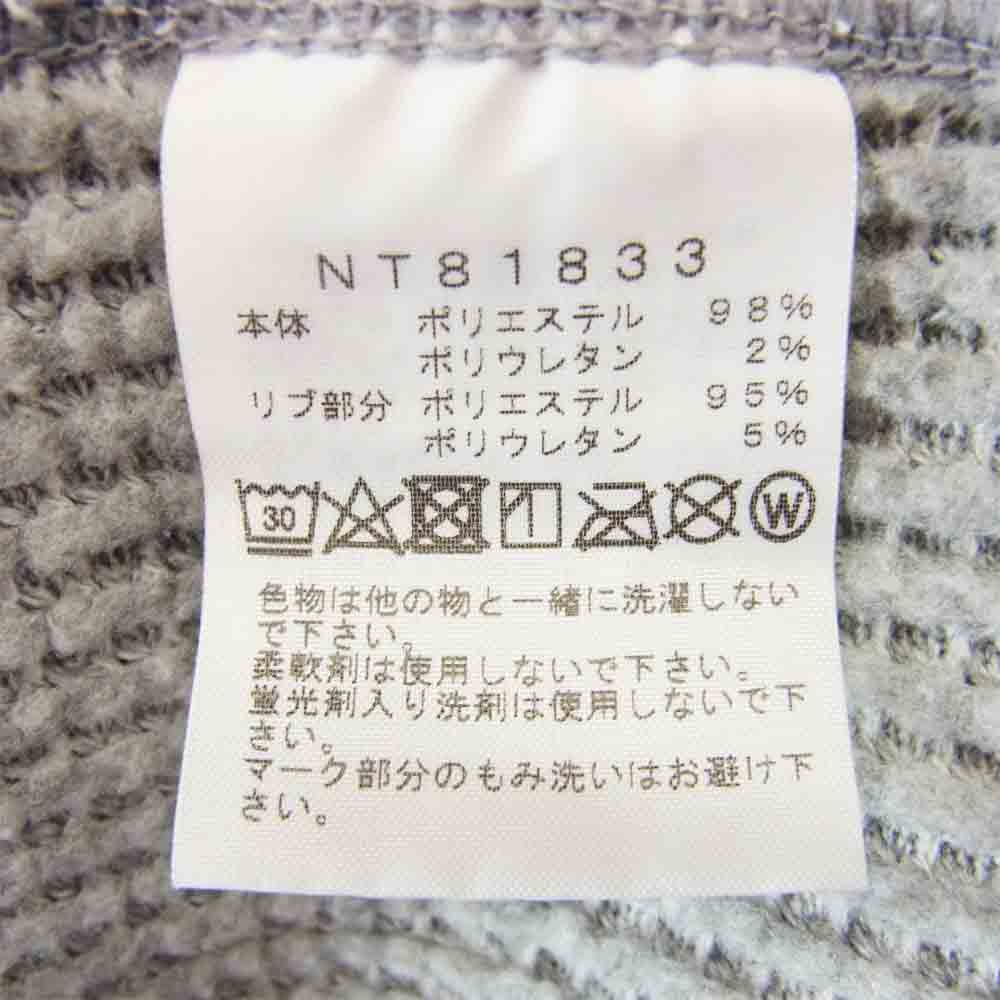 NT81833
本体 ポリエステル 98%
ポリウレタン 2%
リブ部分 ポリエステル 95%
ポリウレタン 5%
30 W
色物は他の物と一緒に洗濯しない
で下さい。
柔軟剤は使用しないで下さい。
蛍光剤入り洗剤は使用しないで下
さい。
マーク部分のもみ洗いはお避け下
さい。